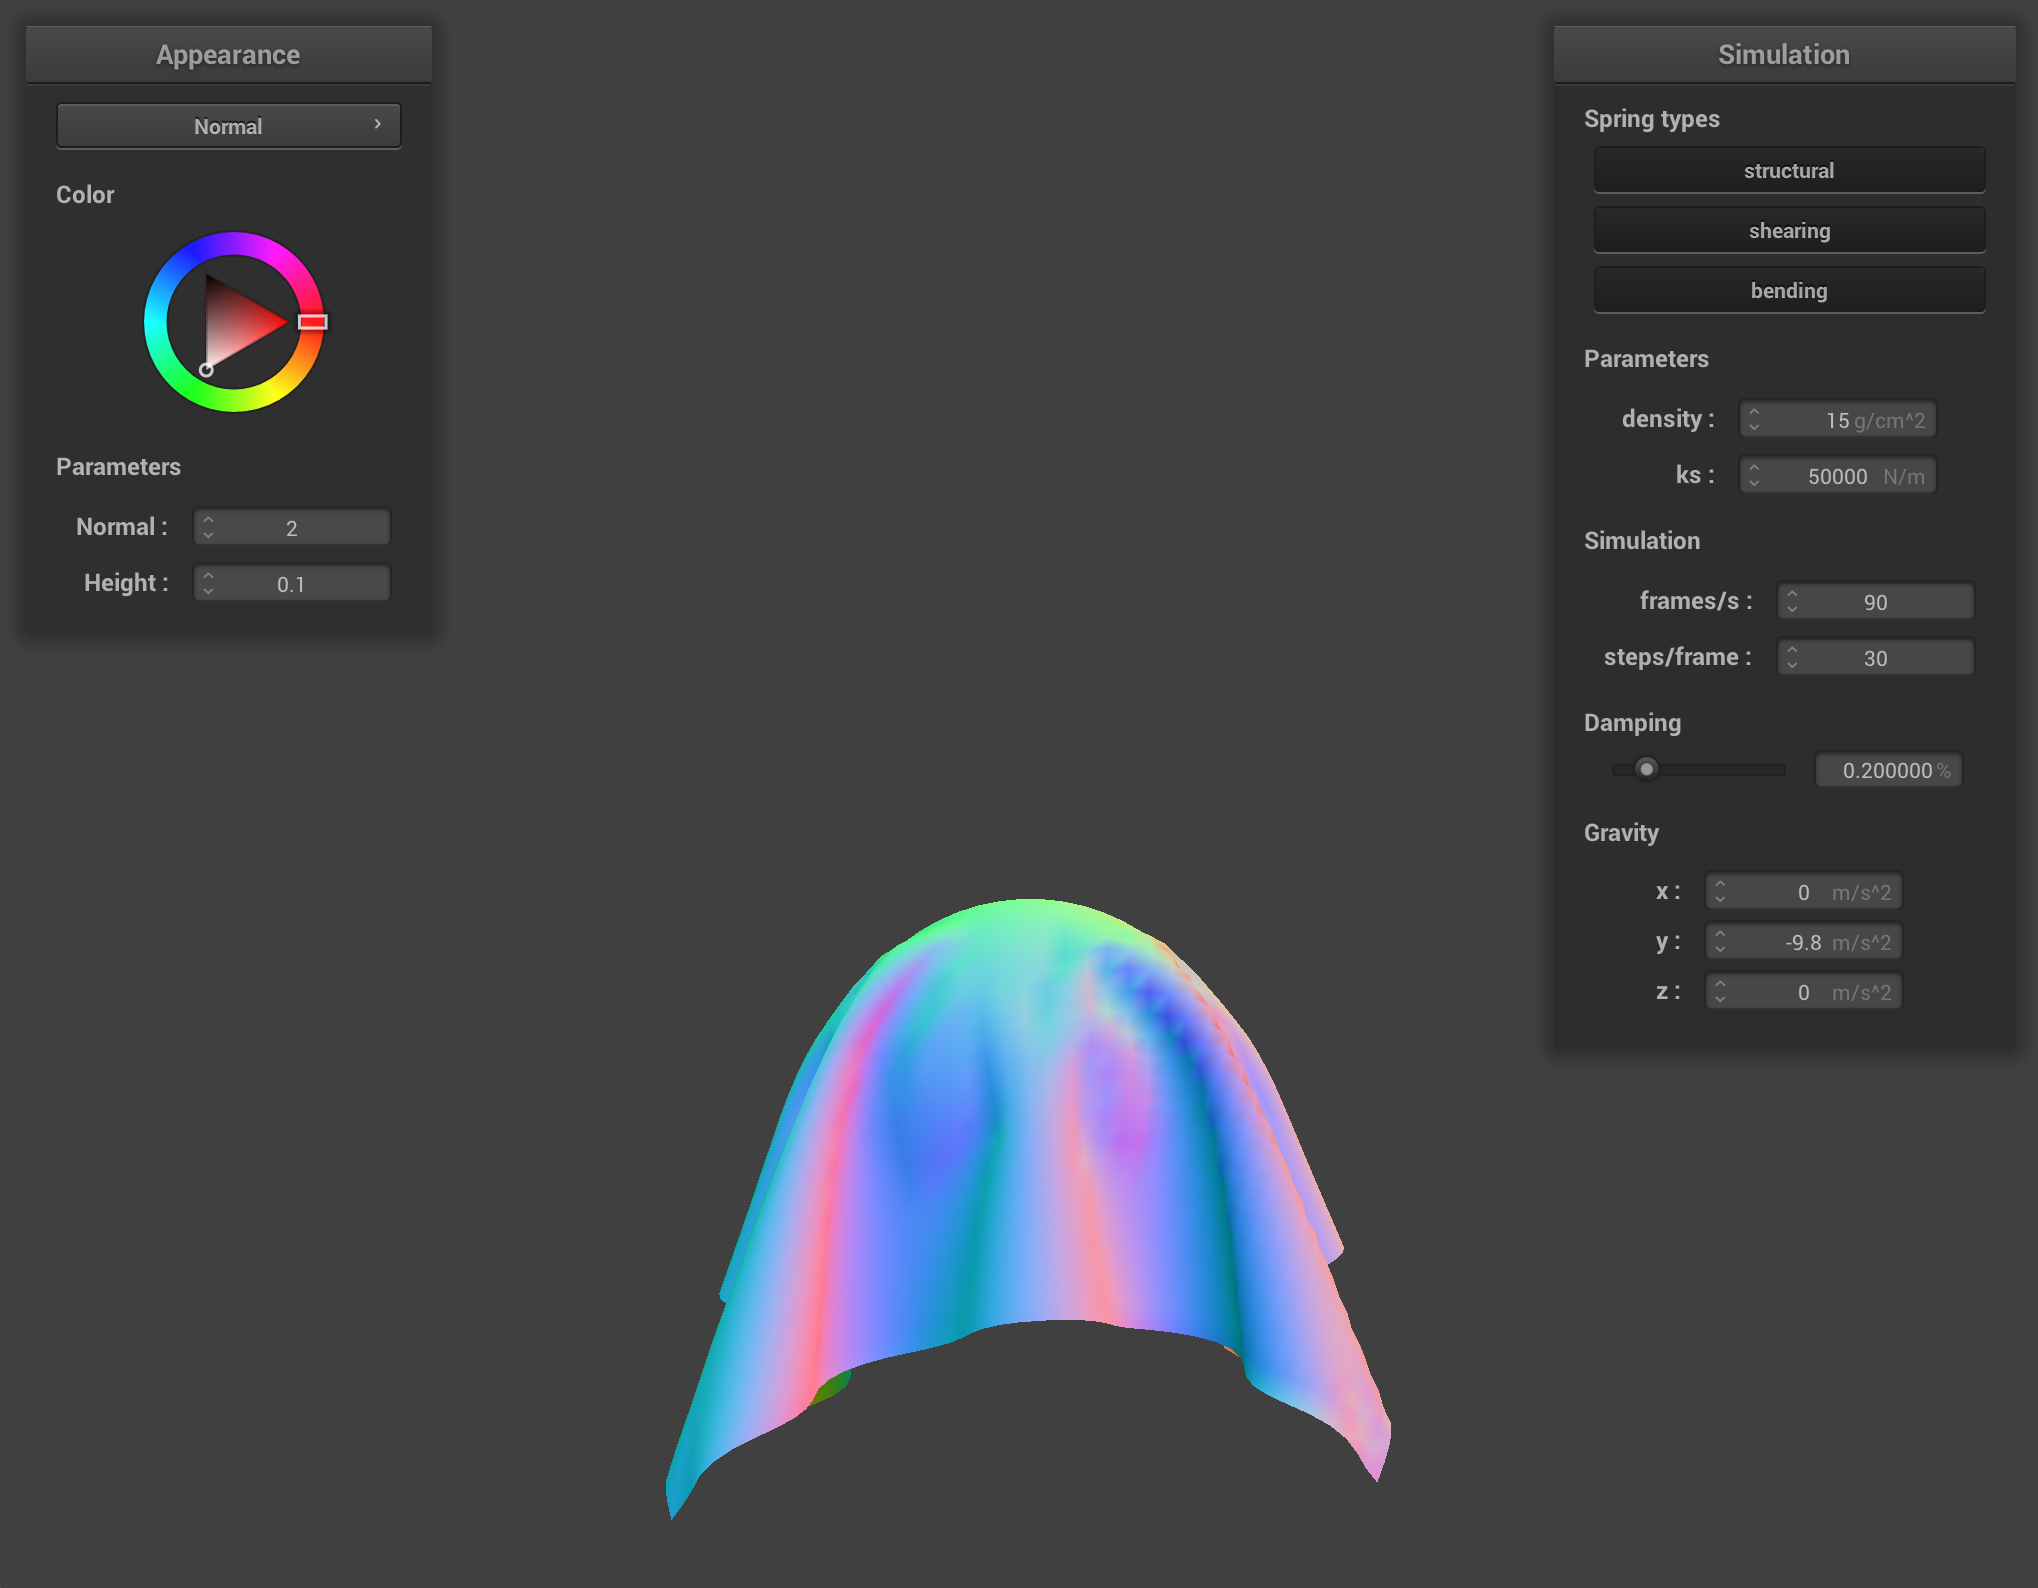 Appearance
Normal
Color
Parameters
Normal : 2
Height : 0.1
Simulation
Spring types
structural
shearing
bending
Parameters
density : 15 g/cm^2
ks : 50000 N/m
Simulation
frames/s : 90
steps/frame : 30
Damping
0.200000 %
Gravity
x : 0 m/s^2
y : -9.8 m/s^2
z : 0 m/s^2